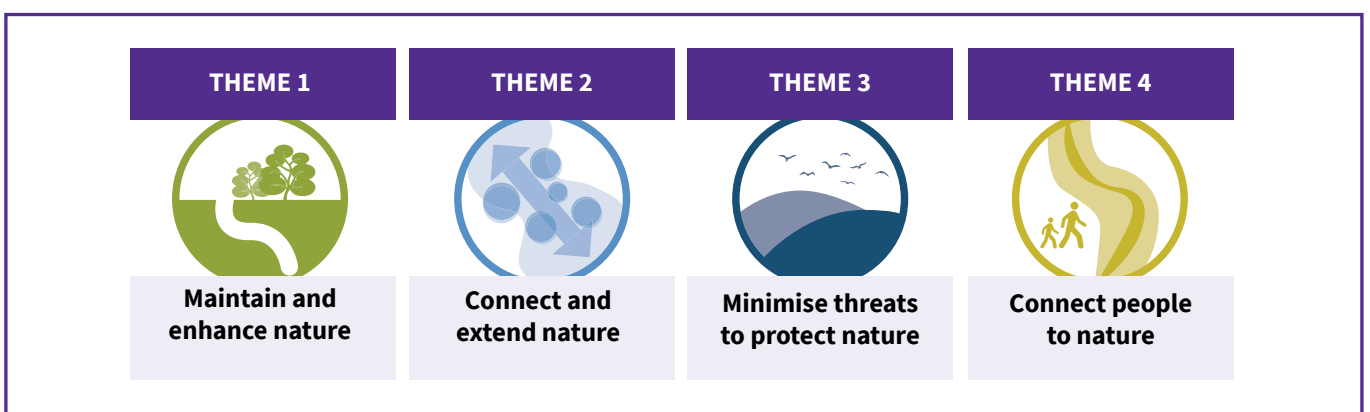 THEME 1
THEME 2
THEME 3
THEME 4
Maintain and
enhance nature
Connect and
extend nature
Minimise threats
to protect nature
Connect people
to nature